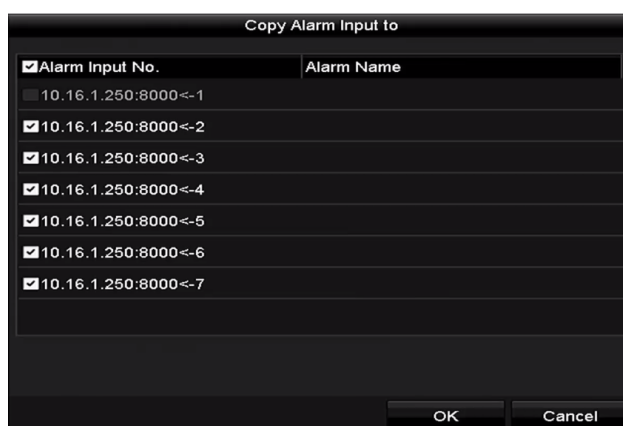 Copy Alarm Input to
Alarm Input No. Alarm Name
10.16.1.250:8000<-1
10.16.1.250:8000<-2
10.16.1.250:8000<-3
10.16.1.250:8000<-4
10.16.1.250:8000<-5
10.16.1.250:8000<-6
10.16.1.250:8000<-7
OK Cancel